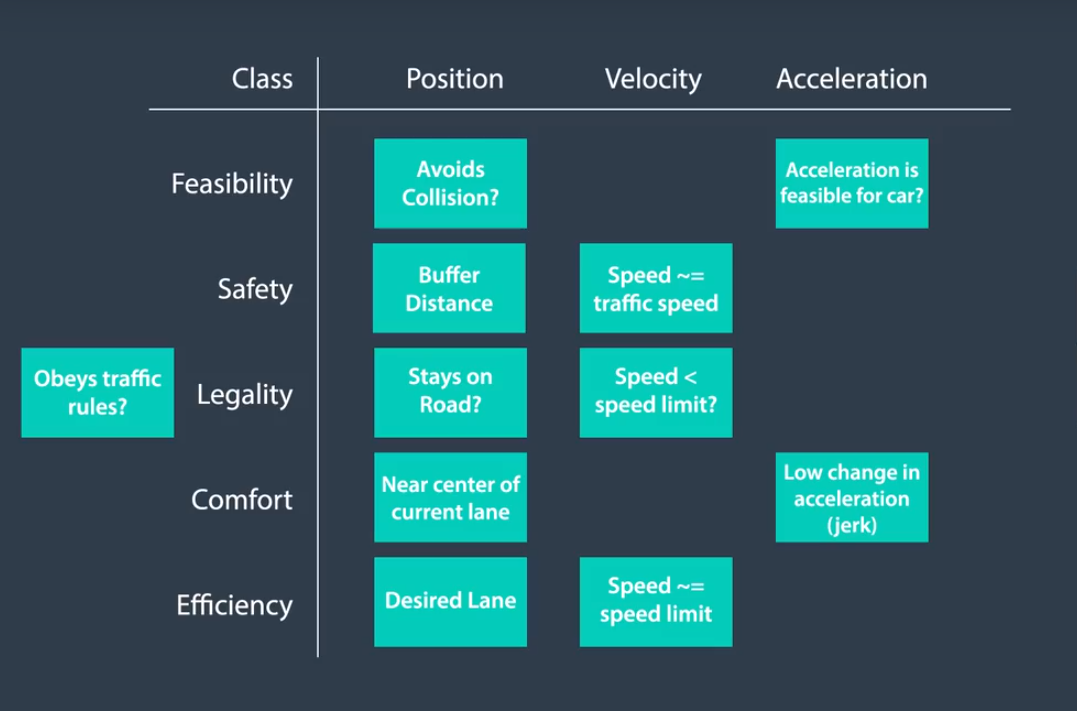 Class Position Velocity Acceleration
Feasibility
Avoids
Collision?
Acceleration is
feasible for car?
Safety
Buffer
Distance
Speed ~=
traffic speed
Obeys traffic
rules?
Legality
Stays on
Road?
Speed <
speed limit?
Comfort
Near center of
current lane
Low change in
acceleration
(jerk)
Efficiency
Desired Lane
Speed ~=
speed limit